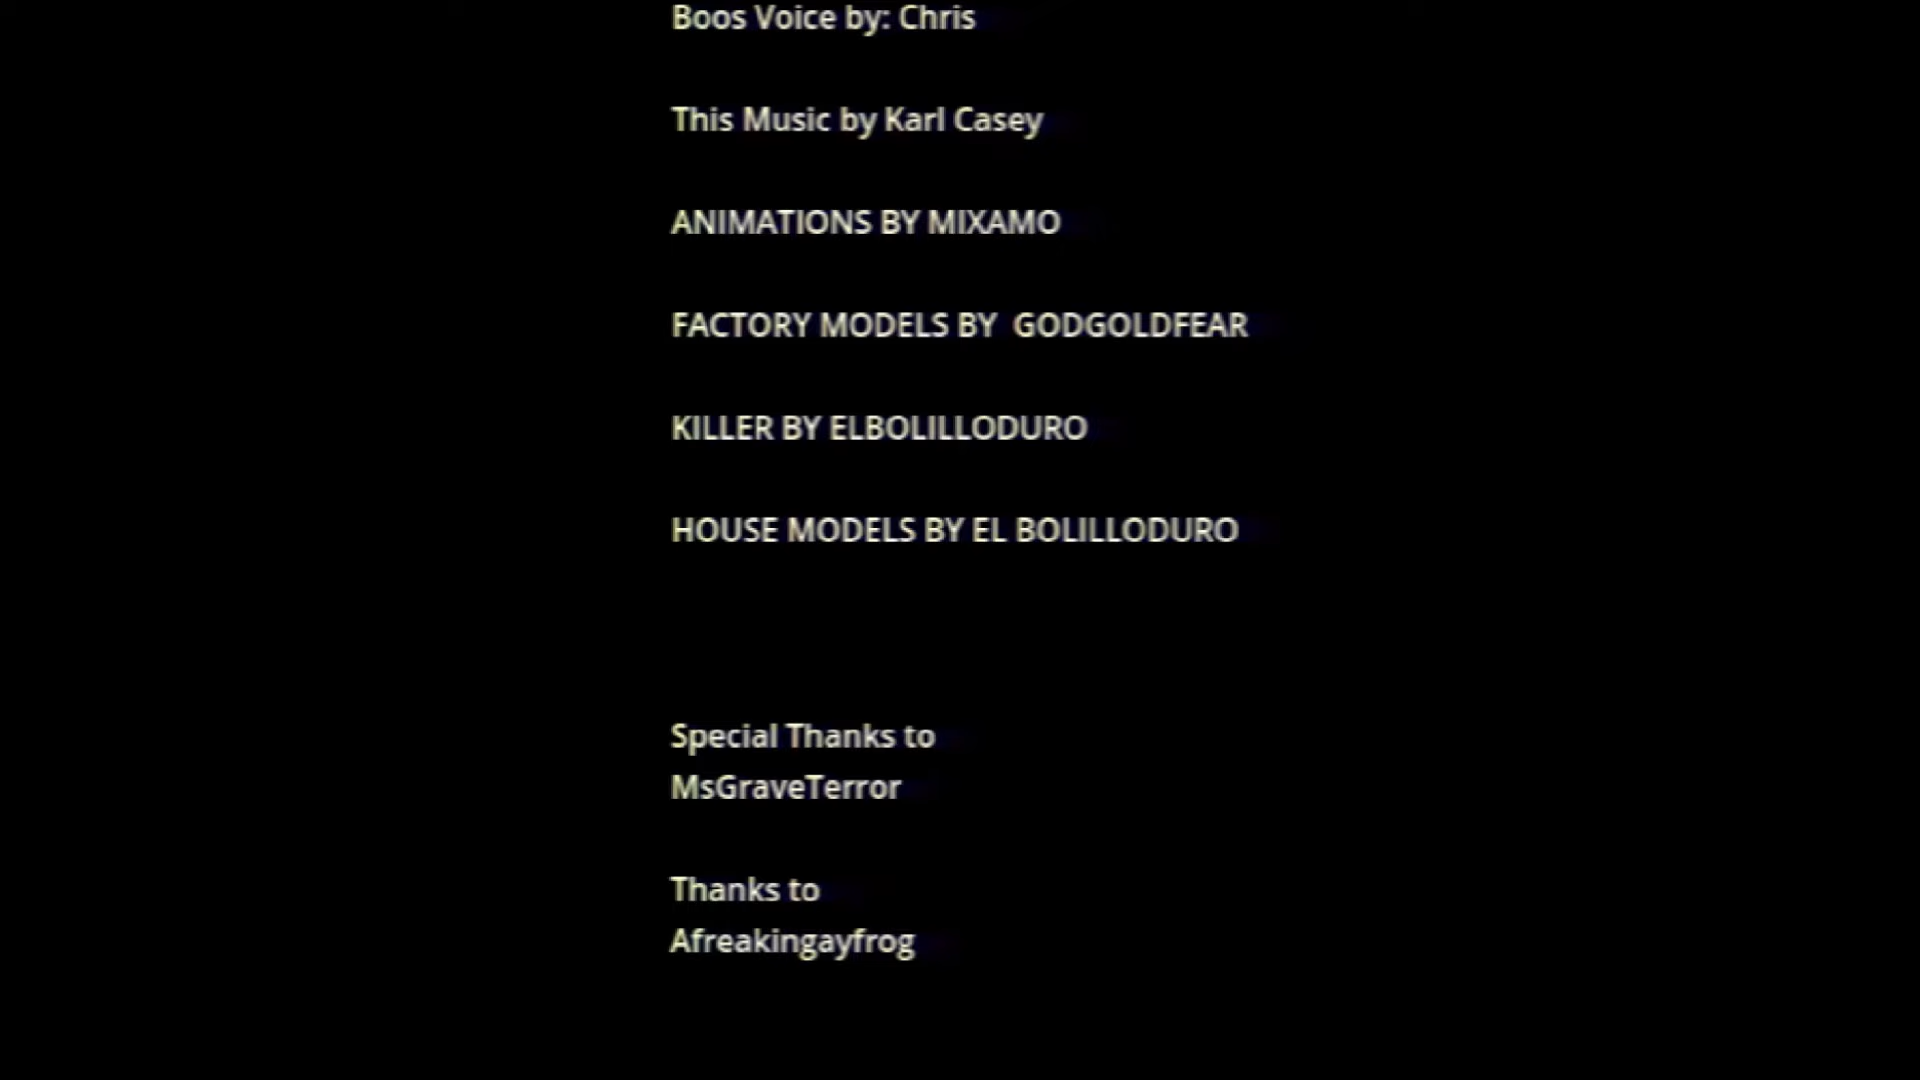 Boos Voice by: Chris
This Music by Karl Casey
ANIMATIONS BY MIXAMO
FACTORY MODELS BY  GODGOLDFEAR
KILLER BY ELBOLILLODURO
HOUSE MODELS BY EL BOLILLODURO
Special Thanks to
MsGraveTerror
Thanks to
Afreakingayfrog